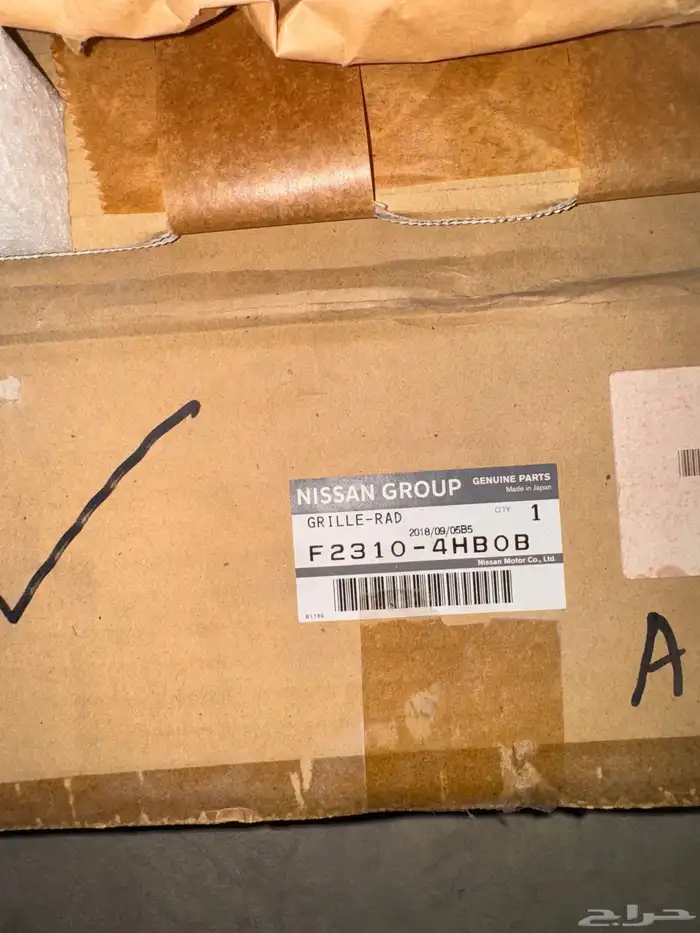 NISSAN GROUP GENUINE PARTS
Made in Japan
GRILLE-RAD QTY 1
2018/09/05B5
F2310-4HB0B
Nissan Motor Co., Ltd.
A
حراج